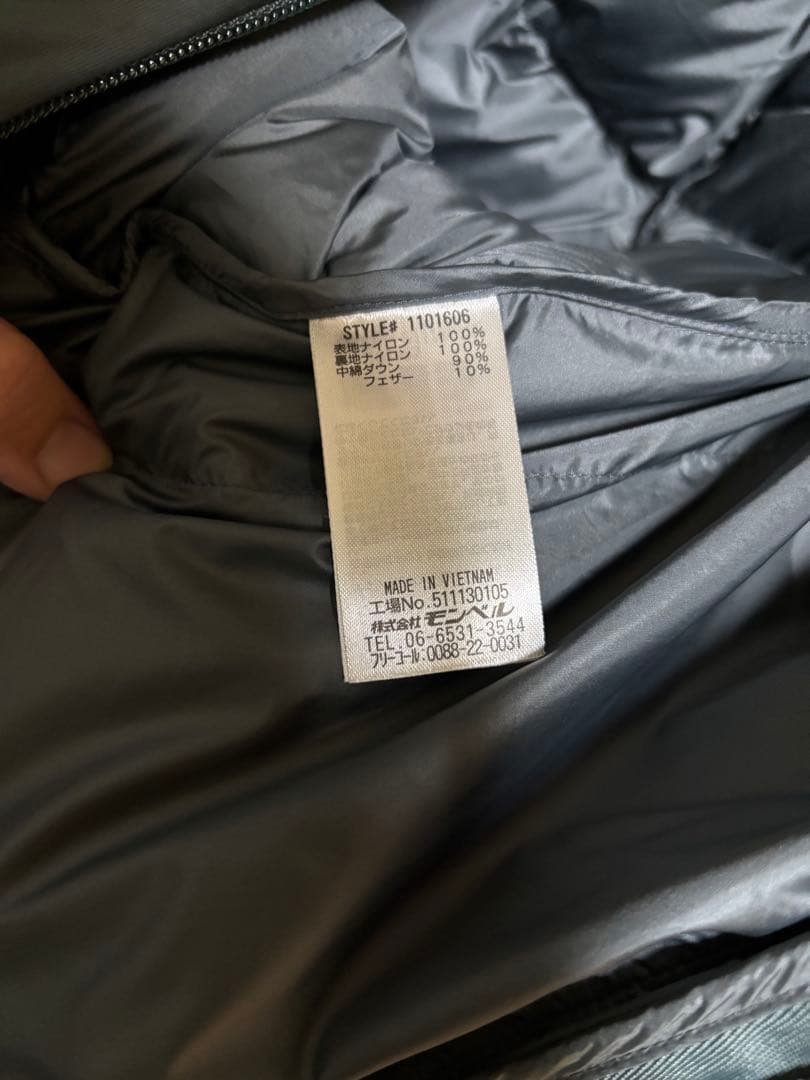 STYLE# 1101606
表地ナイロン 100%
裏地ナイロン 100%
中綿ダウン 90%
フェザー 10%
MADE IN VIETNAM
工場No.511130105
株式会社モンベル
TEL.06-6531-3544
フリーコール:0088-22-0031